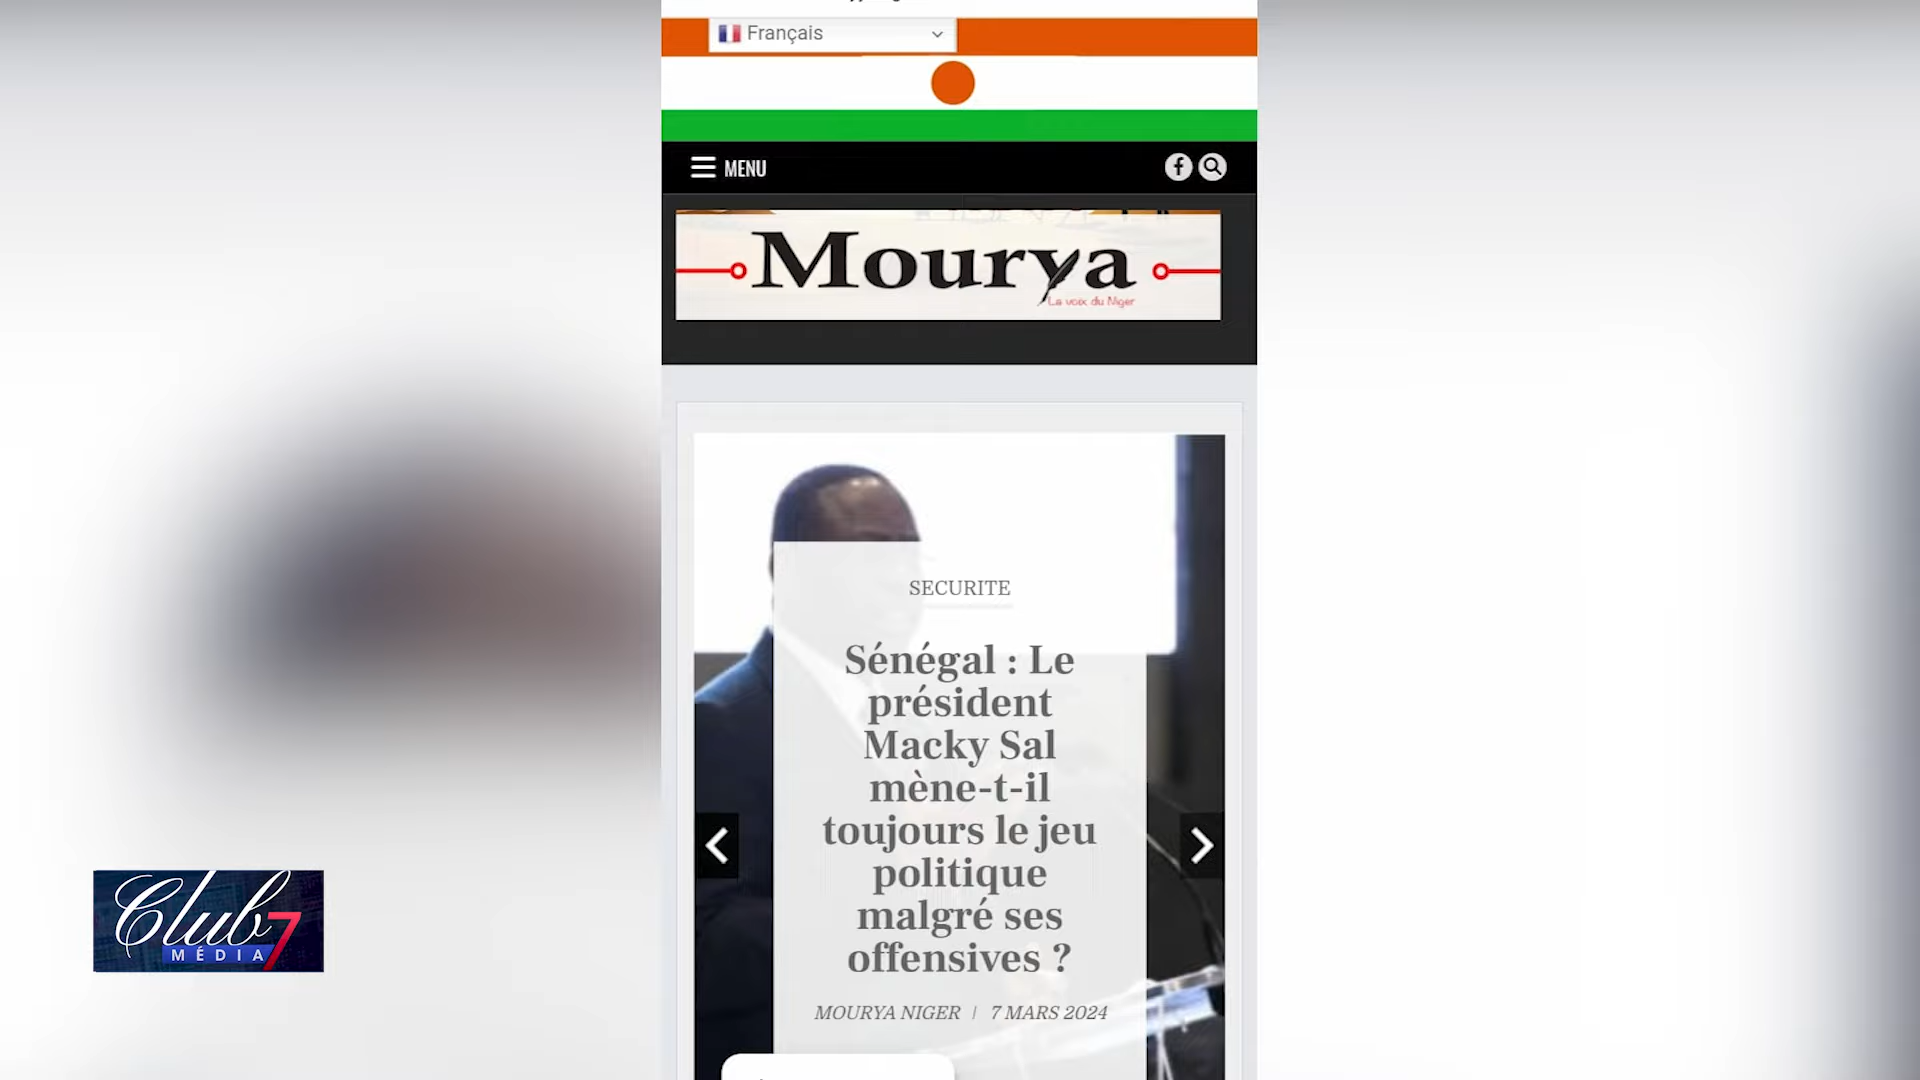 Français
MENU
Mourya
La voix du Niger
SECURITE
Sénégal : Le
président
Macky Sal
mène-t-il
toujours le jeu
politique
malgré ses
offensives ?
MOURYA NIGER | 7 MARS 2024
Club 7
MÉDIA